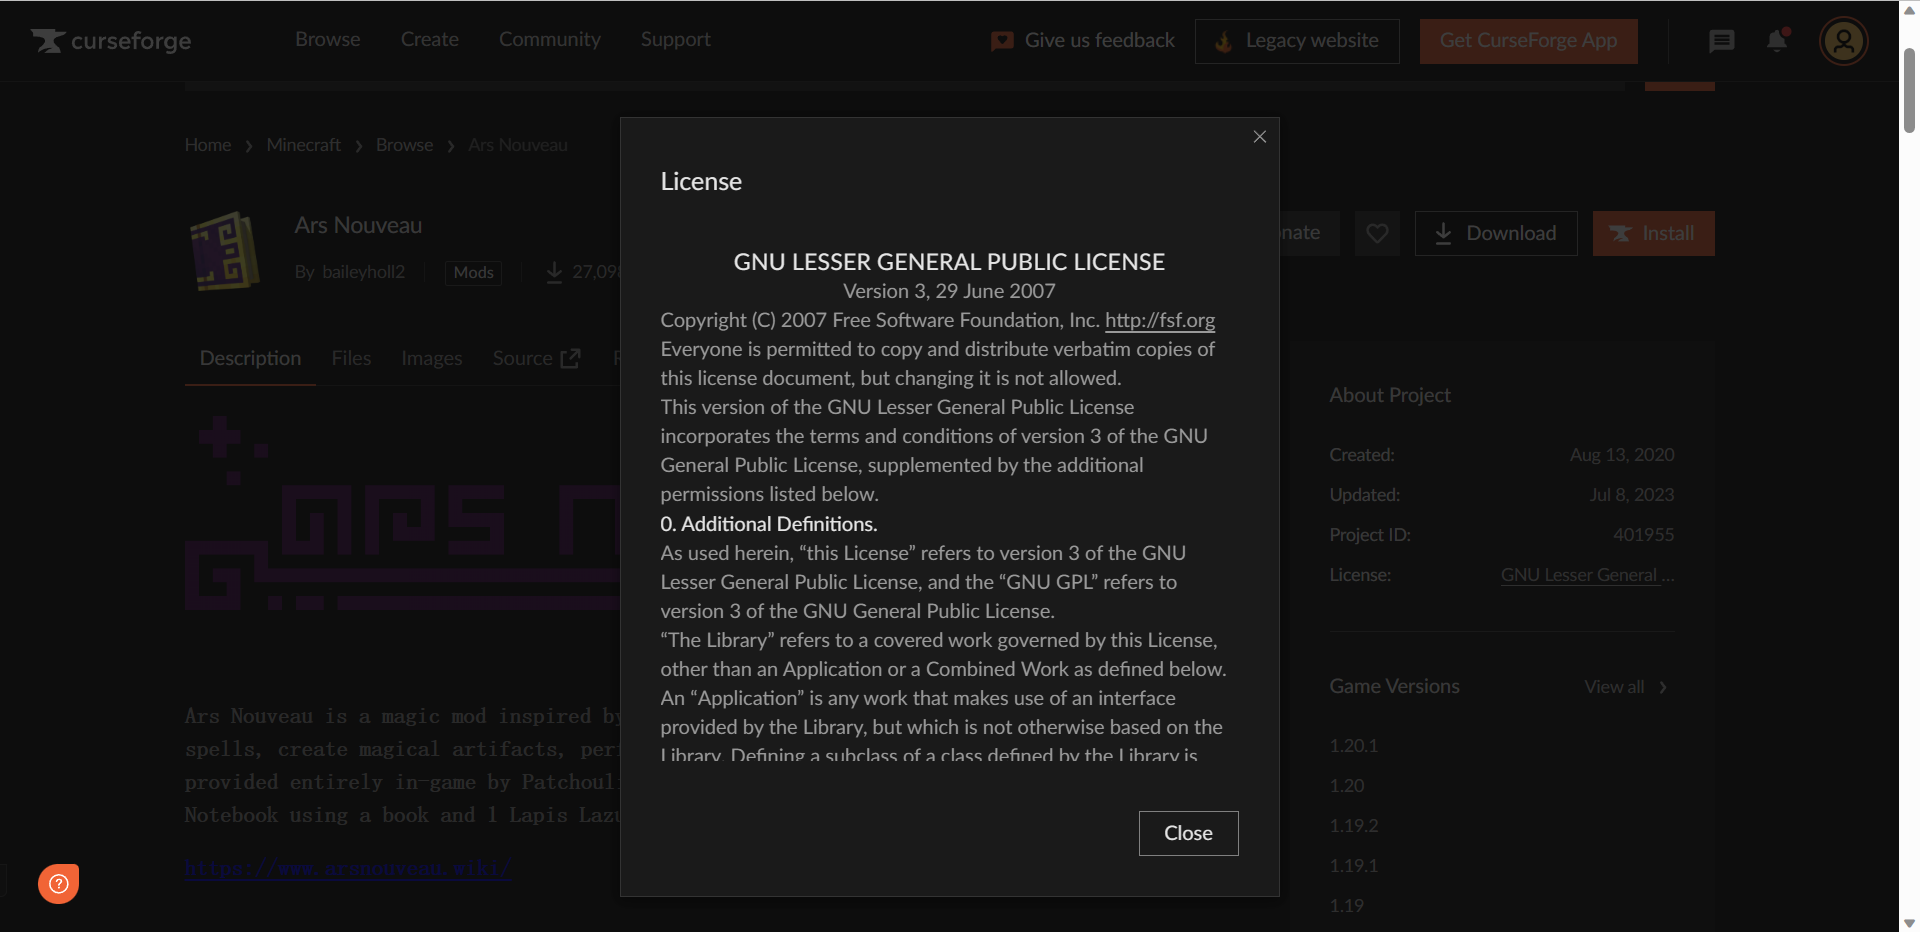 curseforge
Browse Create Community Support
Give us feedback
Legacy website
Get CurseForge App
Home > Minecraft > Browse > Ars Nouveau
Ars Nouveau
By baileyholl2
Mods
27,09
Download
Install
Description Files Images Source
License
GNU LESSER GENERAL PUBLIC LICENSE
Version 3, 29 June 2007
Copyright (C) 2007 Free Software Foundation, Inc. http://fsf.org
Everyone is permitted to copy and distribute verbatim copies of
this license document, but changing it is not allowed.
This version of the GNU Lesser General Public License
incorporates the terms and conditions of version 3 of the GNU
General Public License, supplemented by the additional
permissions listed below.
0. Additional Definitions.
As used herein, “this License” refers to version 3 of the GNU
Lesser General Public License, and the “GNU GPL” refers to
version 3 of the GNU General Public License.
“The Library” refers to a covered work governed by this License,
other than an Application or a Combined Work as defined below.
An “Application” is any work that makes use of an interface
provided by the Library, but which is not otherwise based on the
Library. Defining a subclass of a class defined by the Library is
Close
ARS N
Ars Nouveau is a magic mod inspired by
spells, create magical artifacts,
provided entirely in-game by Patchouli
Notebook using a book and 1 Lapis
https://www.arsnouveau.wiki/
About Project
Created: Aug 13, 2020
Updated: Jul 8, 2023
Project ID: 401955
License: GNU Lesser General ...
Game Versions View all >
1.20.1
1.20
1.19.2
1.19.1
1.19